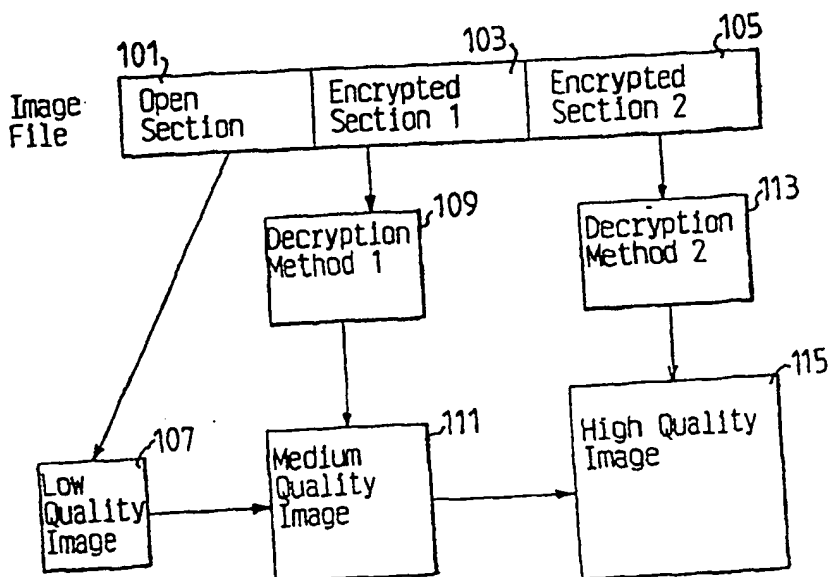 101
103
105
Image
File
Open
Section
Encrypted
Section 1
Encrypted
Section 2
109
113
Decryption
Method 1
Decryption
Method 2
107
111
115
Low
Quality
Image
Medium
Quality
Image
High Quality
Image